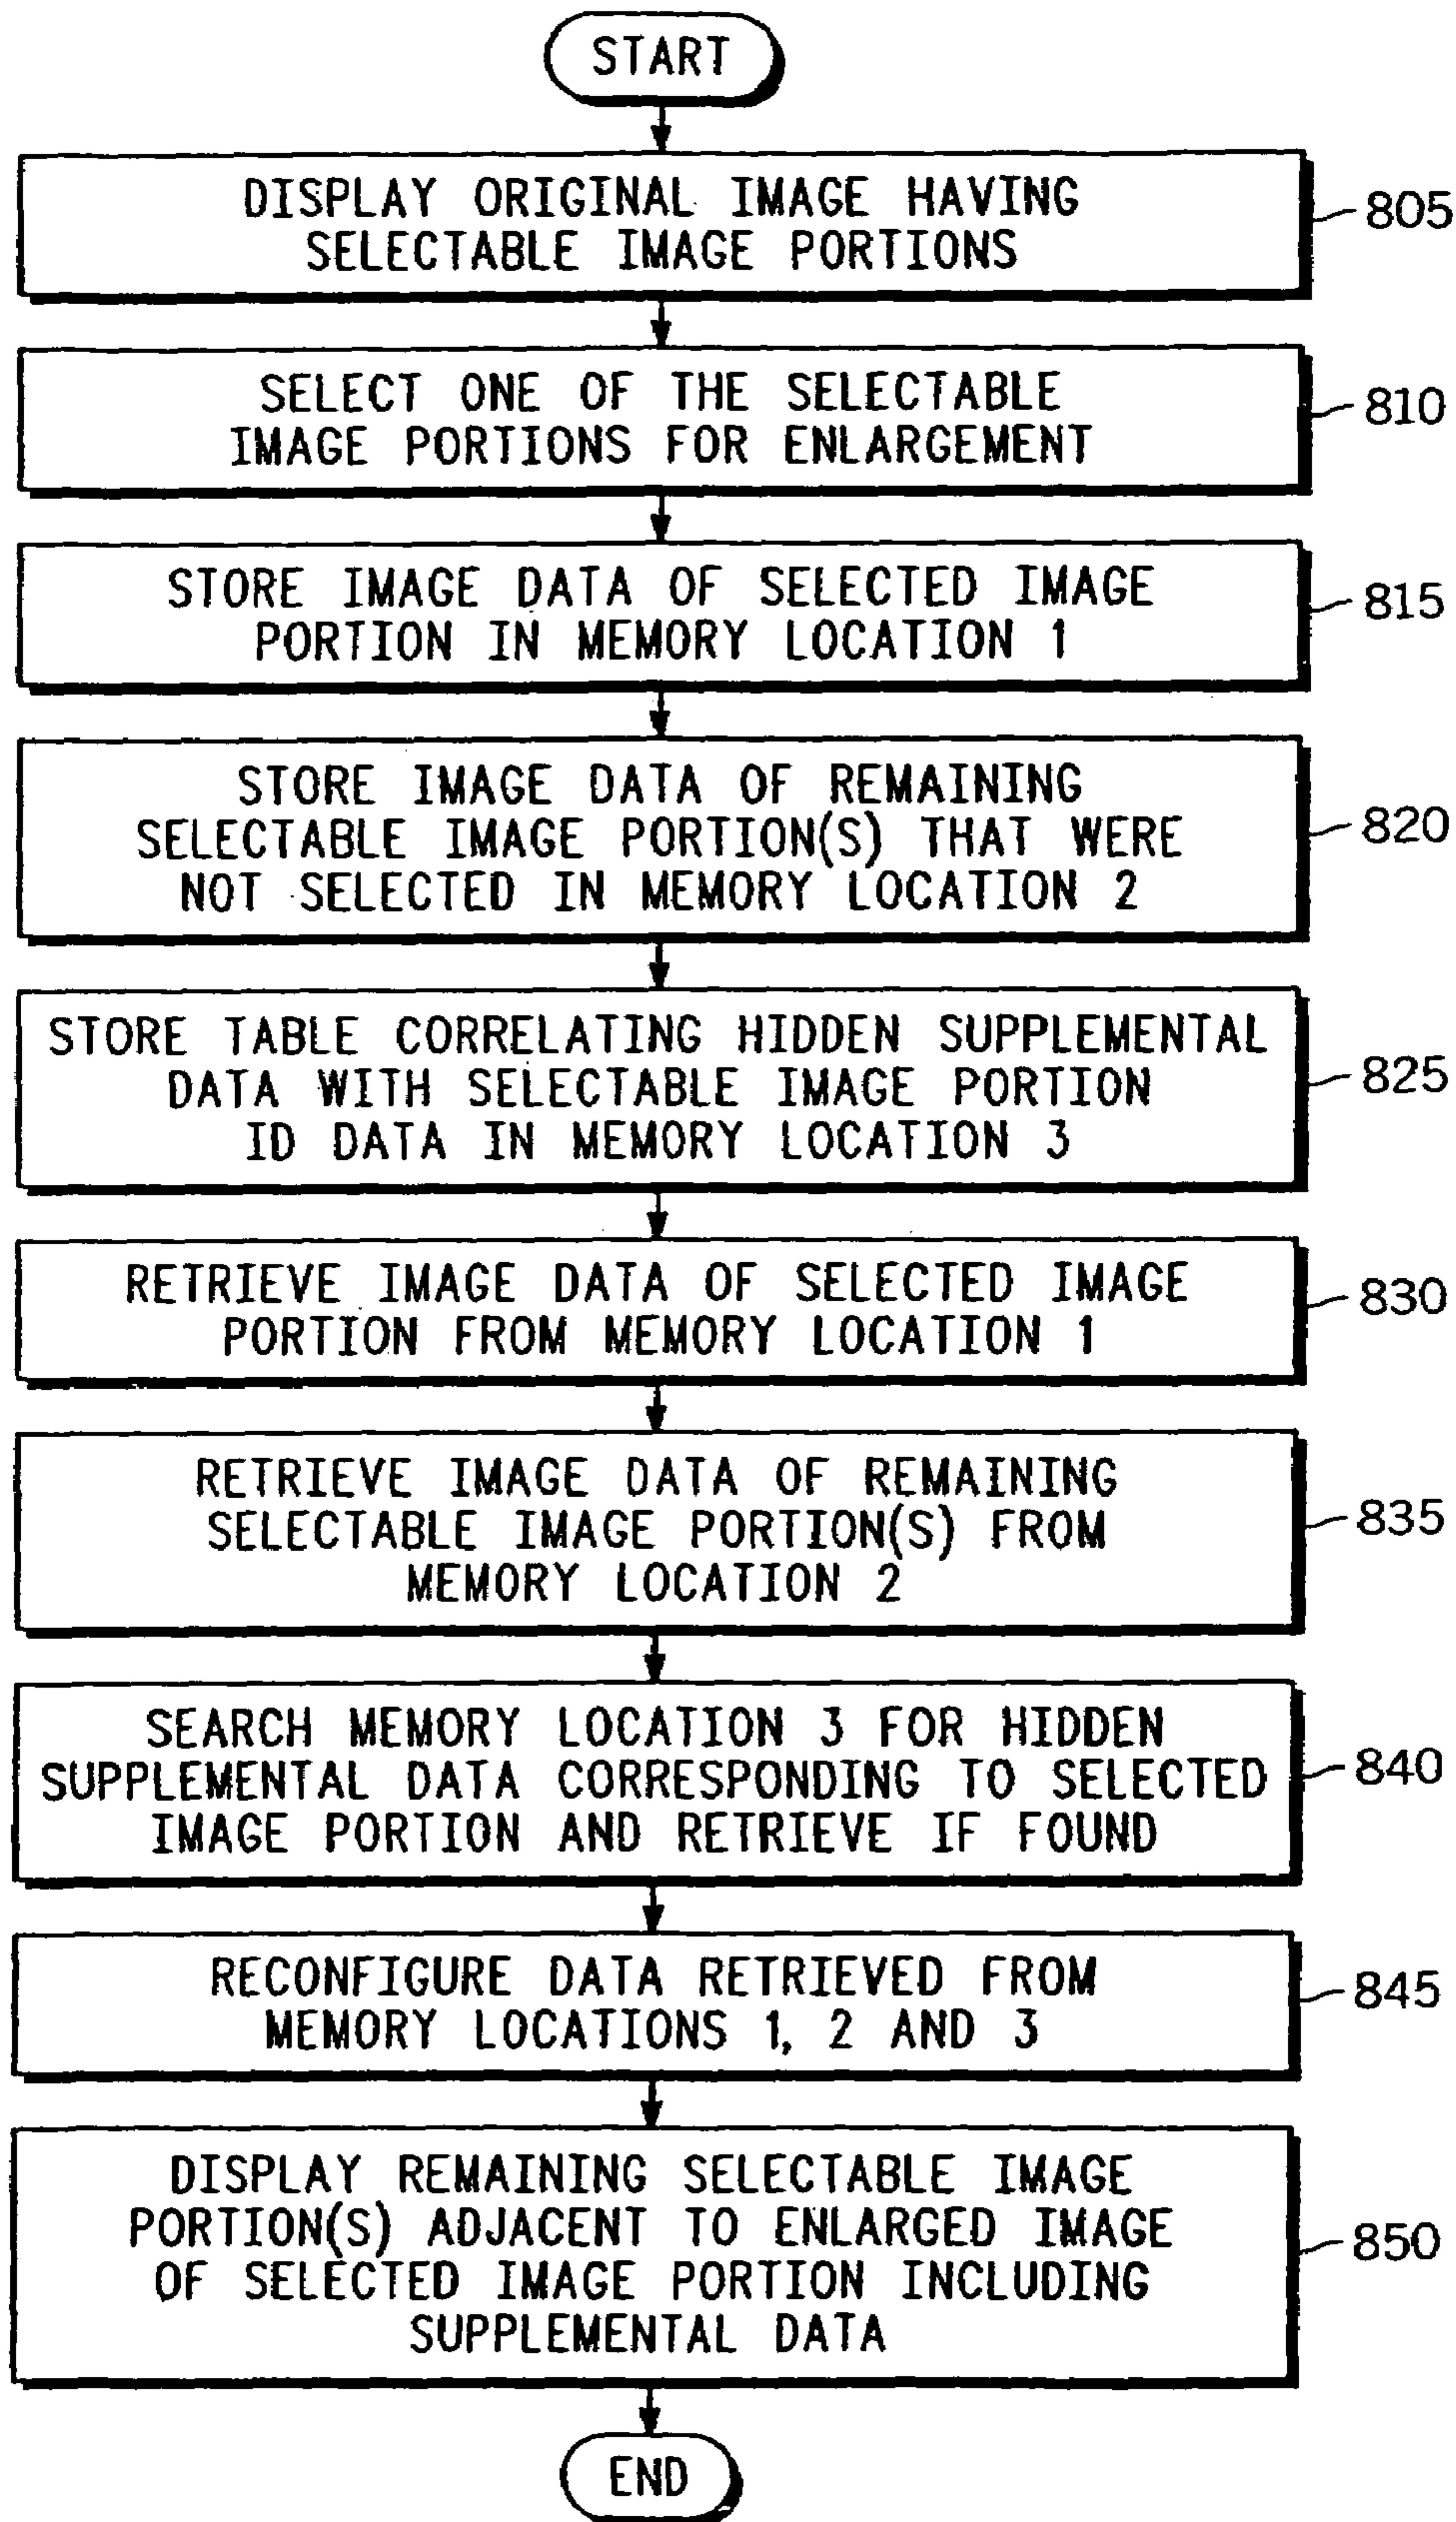 START
DISPLAY ORIGINAL IMAGE HAVING
SELECTABLE IMAGE PORTIONS
805
SELECT ONE OF THE SELECTABLE
IMAGE PORTIONS FOR ENLARGEMENT
810
STORE IMAGE DATA OF SELECTED IMAGE
PORTION IN MEMORY LOCATION 1
815
STORE IMAGE DATA OF REMAINING
SELECTABLE IMAGE PORTION(S) THAT WERE
NOT SELECTED IN MEMORY LOCATION 2
820
STORE TABLE CORRELATING HIDDEN SUPPLEMENTAL
DATA WITH SELECTABLE IMAGE PORTION
ID DATA IN MEMORY LOCATION 3
825
RETRIEVE IMAGE DATA OF SELECTED IMAGE
PORTION FROM MEMORY LOCATION 1
830
RETRIEVE IMAGE DATA OF REMAINING
SELECTABLE IMAGE PORTION(S) FROM
MEMORY LOCATION 2
835
SEARCH MEMORY LOCATION 3 FOR HIDDEN
SUPPLEMENTAL DATA CORRESPONDING TO SELECTED
IMAGE PORTION AND RETRIEVE IF FOUND
840
RECONFIGURE DATA RETRIEVED FROM
MEMORY LOCATIONS 1, 2 AND 3
845
DISPLAY REMAINING SELECTABLE IMAGE
PORTION(S) ADJACENT TO ENLARGED IMAGE
OF SELECTED IMAGE PORTION INCLUDING
SUPPLEMENTAL DATA
850
END